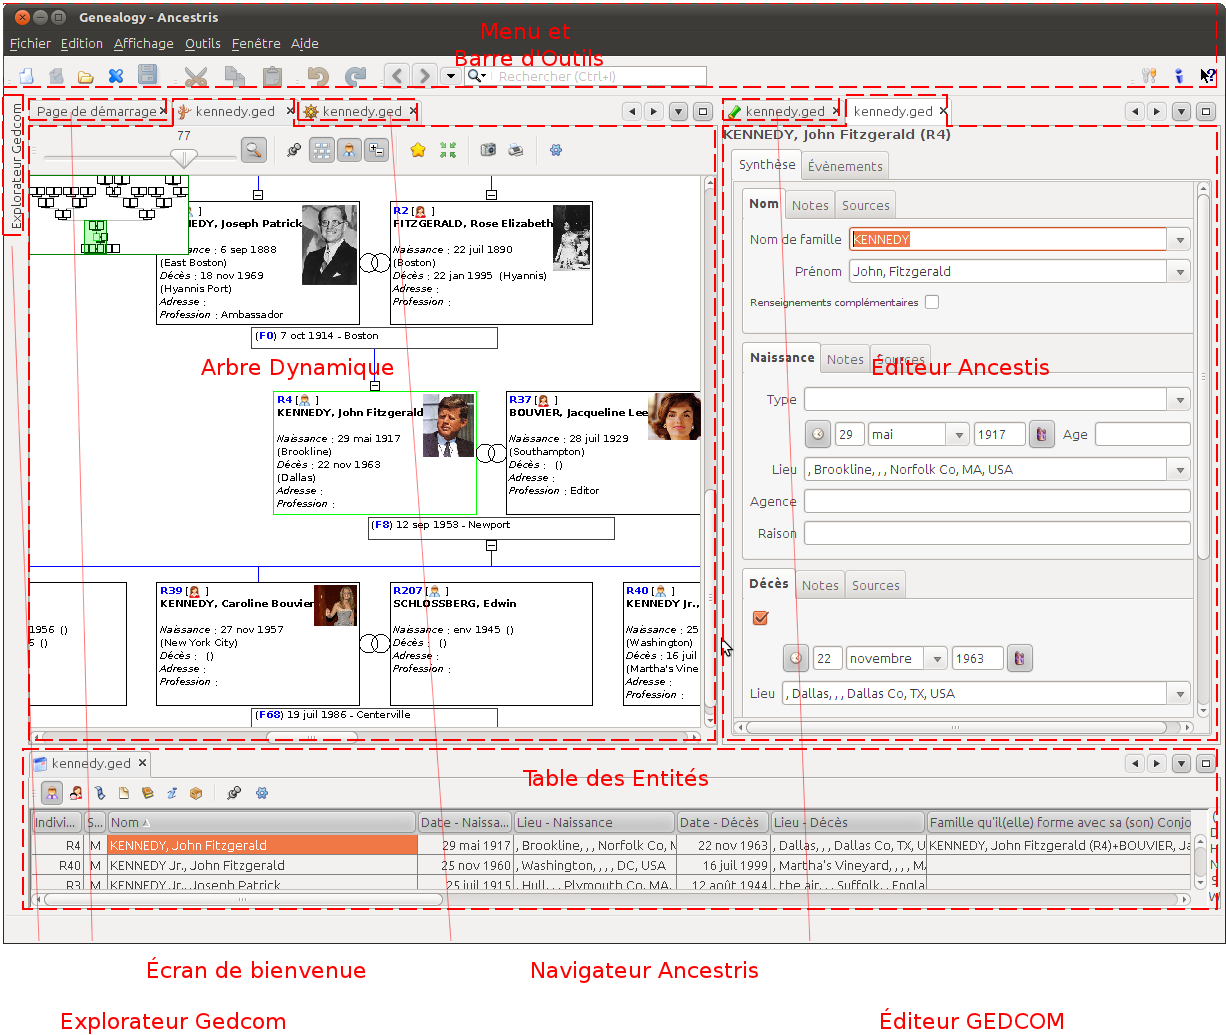 Genealogy - Ancestris
Menu et
Fichier Edition Affichage Outils Fenêtre Aide
Barre d'Outils
Rechercher (Ctrl+I)
Explorateur Gedcom
Page de démarrage kennedy.ged kennedy.ged
kennedy.ged kennedy.ged
77
KENNEDY, John Fitzgerald (R4)
Synthèse Évènements
Nom Notes Sources
Nom de famille KENNEDY
Prénom John, Fitzgerald
Renseignements complémentaires
Naissance Notes Sources
Éditeur Ancestis
Type
29 mai 1917 Age
Lieu , Brookline, , , Norfolk Co, MA, USA
Agence
Raison
Décès Notes Sources
22 novembre 1963
Lieu , Dallas, , , Dallas Co, TX, USA
]
EDY, Joseph Patrick
ance : 6 sep 1888
(East Boston)
Décès : 18 nov 1969
(Hyannis Port)
Adresse :
Profession : Ambassador
R2 [ ]
FITZGERALD, Rose Elizabeth
Naissance : 22 juil 1890
(Boston)
Décès : 22 jan 1995 (Hyannis)
Adresse :
Profession :
(F0) 7 oct 1914 - Boston
Arbre Dynamique
R4 [ ]
KENNEDY, John Fitzgerald
Naissance : 29 mai 1917
(Brookline)
Décès : 22 nov 1963
(Dallas)
Adresse :
Profession :
R37 [ ]
BOUVIER, Jacqueline Lee
Naissance : 28 juil 1929
(Southampton)
Décès : ()
Adresse :
Profession : Editor
(F8) 12 sep 1953 - Newport
1956 ()
5 ()
R39 [ ]
KENNEDY, Caroline Bouvier
Naissance : 27 nov 1957
(New York City)
Décès : ()
Adresse :
Profession :
R207 [ ]
SCHLOSSBERG, Edwin
Naissance : env 1945 ()
Décès : ()
Adresse :
Profession :
R40 [ ]
KENNEDY Jr.,
Naissance : 25
(Washington)
Décès : 16 juil
(Martha's Vine
Adresse :
Profession :
(F68) 19 juil 1986 - Centerville
kennedy.ged
Table des Entités
Indivi... S... Nom Date - Naissa... Lieu - Naissance Date - Décès Lieu - Décès Famille qu'il(elle) forme avec sa (son) Conjo
R4 M KENNEDY, John Fitzgerald 29 mai 1917 , Brookline, , , Norfolk Co, M 22 nov 1963 , Dallas, , , Dallas Co, TX, U KENNEDY, John Fitzgerald (R4)+BOUVIER, Ja
R40 M KENNEDY Jr., John Fitzgerald 25 nov 1960 , Washington, , , DC, USA 16 juil 1999 , Martha's Vineyard, , , , M
R3 M KENNEDY Jr., Joseph Patrick 25 juil 1915 , Hull, , , Plymouth Co, MA, 12 août 1944 , the air, , , Suffolk, , Engla
Écran de bienvenue
Navigateur Ancestris
Explorateur Gedcom
Éditeur GEDCOM